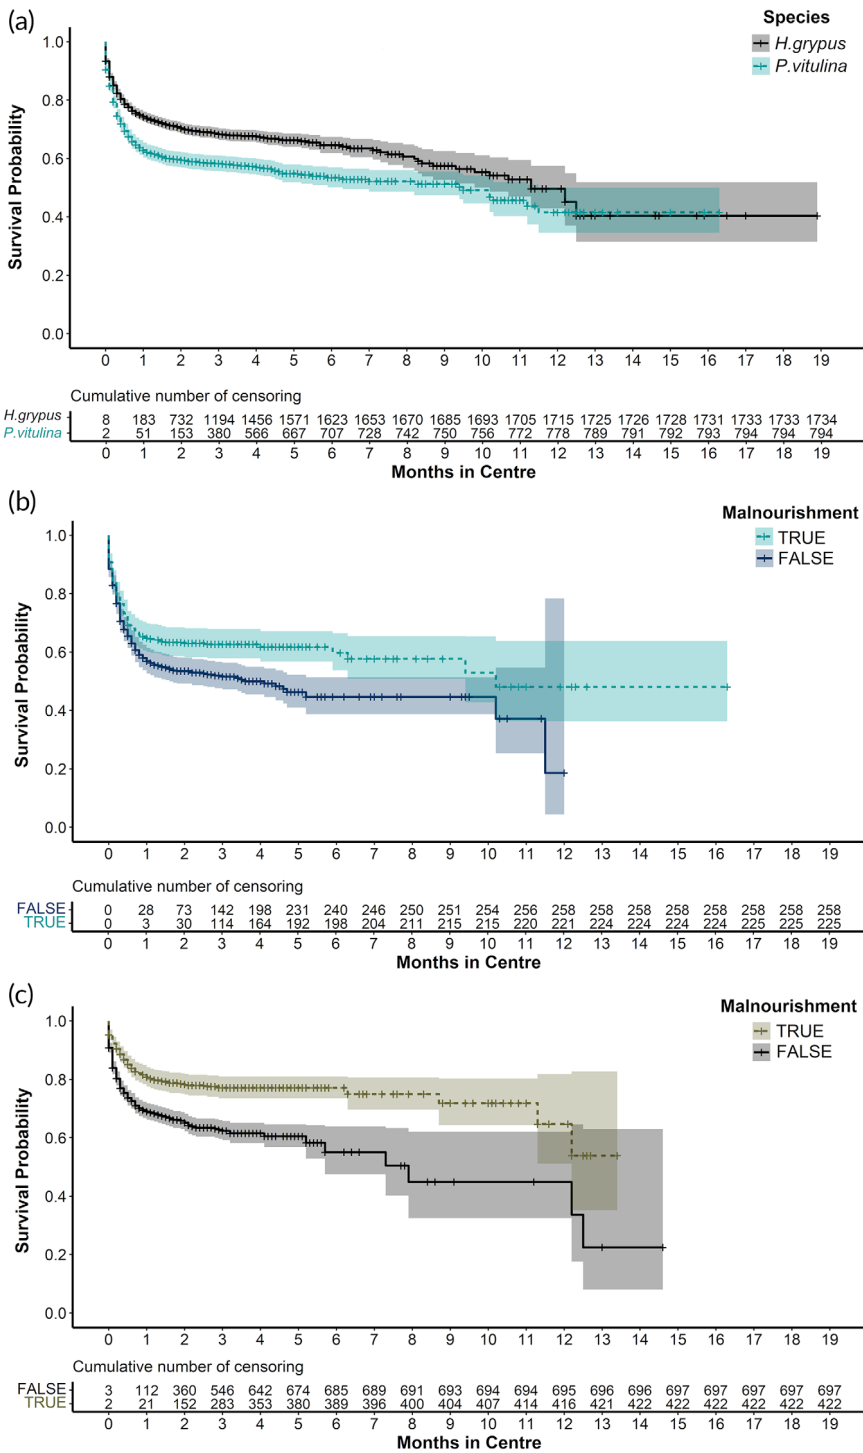 (a)
Species
H.grypus
P.vitulina
Survival Probability
1.0
0.8
0.6
0.4
0.2
0.0
0 1 2 3 4 5 6 7 8 9 10 11 12 13 14 15 16 17 18 19
Cumulative number of censoring
H.grypus 8 183 732 1194 1456 1571 1623 1653 1670 1685 1693 1705 1715 1725 1726 1728 1731 1733 1733 1734
P.vitulina 2 51 153 380 566 667 707 728 742 750 756 772 778 789 791 792 793 794 794 794
0 1 2 3 4 5 6 7 8 9 10 11 12 13 14 15 16 17 18 19
Months in Centre
(b)
Malnourishment
TRUE
FALSE
Survival Probability
1.0
0.8
0.6
0.4
0.2
0.0
0 1 2 3 4 5 6 7 8 9 10 11 12 13 14 15 16 17 18 19
Cumulative number of censoring
FALSE 0 28 73 142 198 231 240 246 250 251 254 256 258 258 258 258 258 258 258 258
TRUE 0 3 30 114 164 192 198 204 211 215 215 220 221 224 224 224 224 225 225 225
0 1 2 3 4 5 6 7 8 9 10 11 12 13 14 15 16 17 18 19
Months in Centre
(c)
Malnourishment
TRUE
FALSE
Survival Probability
1.0
0.8
0.6
0.4
0.2
0.0
0 1 2 3 4 5 6 7 8 9 10 11 12 13 14 15 16 17 18 19
Cumulative number of censoring
FALSE 3 112 360 546 642 674 685 689 691 693 694 694 695 696 696 697 697 697 697 697
TRUE 2 21 152 283 353 380 389 396 400 404 407 414 416 421 422 422 422 422 422 422
0 1 2 3 4 5 6 7 8 9 10 11 12 13 14 15 16 17 18 19
Months in Centre